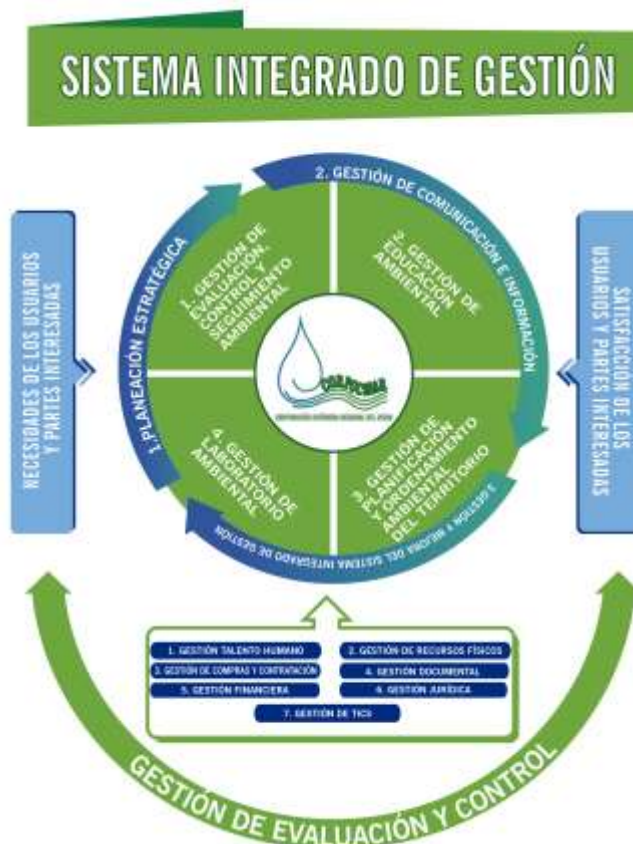 SISTEMA INTEGRADO DE GESTIÓN
NECESIDADES DE LOS USUARIOS
Y PARTES INTERESADAS
1.PLANEACIÓN ESTRATÉGICA
2. GESTIÓN DE COMUNICACIÓN E INFORMACIÓN
3.GESTIÓN Y MEJORA DEL SISTEMA INTEGRADO DE GESTIÓN
1. GESTIÓN DE
EVALUACIÓN,
CONTROL Y
SEGUIMIENTO
AMBIENTAL
2. GESTIÓN DE
EDUCACIÓN
AMBIENTAL
3. GESTIÓN DE
PLANIFICACIÓN
Y ORDENAMIENTO
AMBIENTAL
DEL TERRITORIO
4. GESTIÓN DE
LABORATORIO
AMBIENTAL
SATISFACCIÓN DE LOS
USUARIOS Y PARTES INTERESADAS
1. GESTIÓN TALENTO HUMANO
2. GESTIÓN DE RECURSOS FÍSICOS
3. GESTIÓN DE COMPRAS Y CONTRATACIÓN
4. GESTIÓN DOCUMENTAL
5. GESTIÓN FINANCIERA
6. GESTIÓN JURÍDICA
7. GESTIÓN DE TICS
GESTIÓN DE EVALUACIÓN Y CONTROL